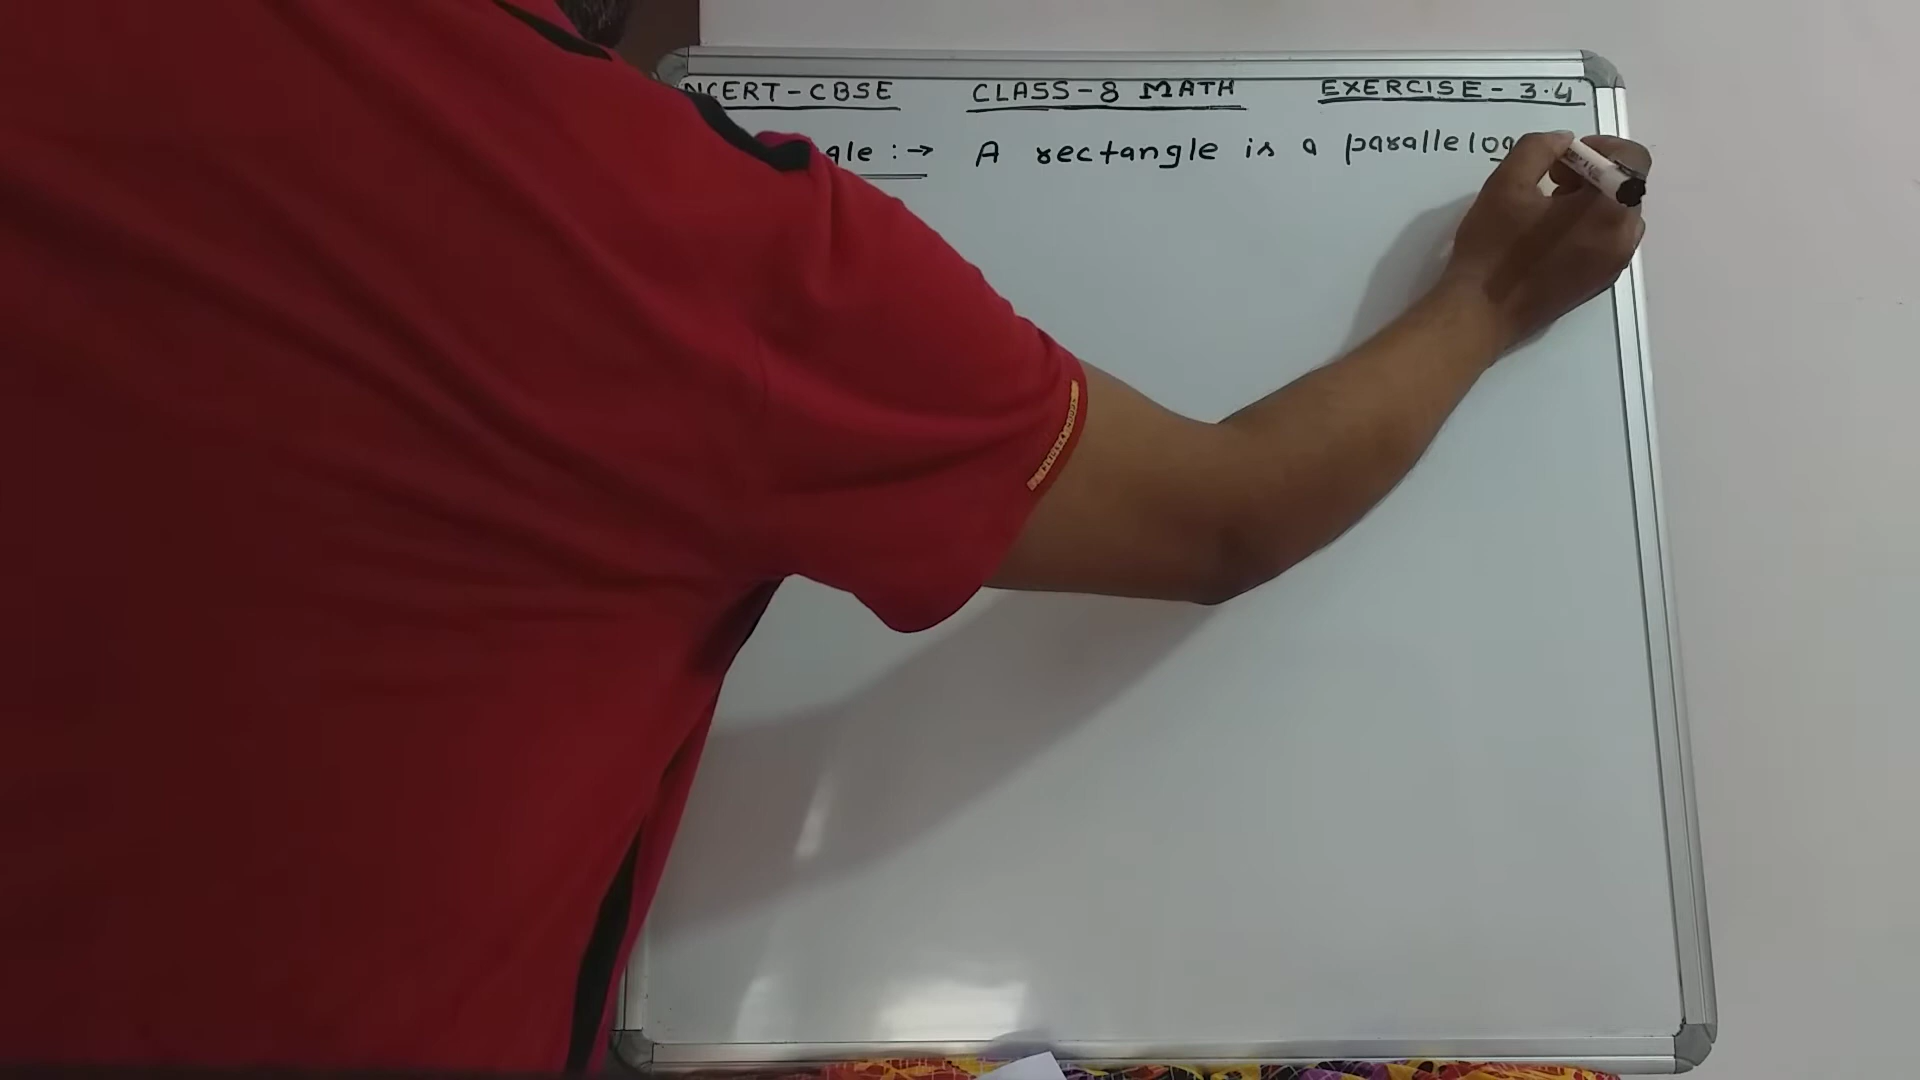 NCERT-CBSE CLASS-8 MATH EXERCISE-3.4
gle :→ A rectangle is a parallelog